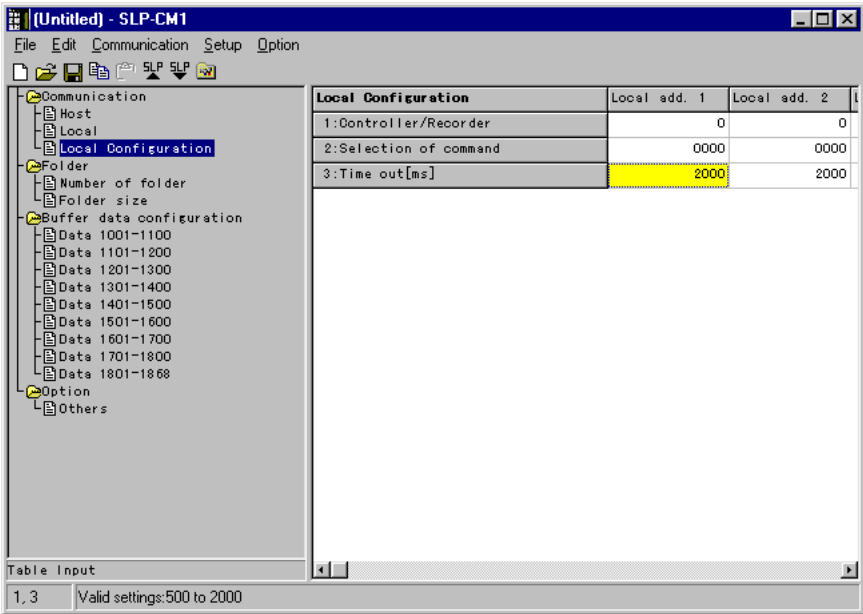 (Untitled) - SLP-CM1
File Edit Communication Setup Option
SLP SLP
Communication
Host
Local
Local Configuration
Folder
Number of folder
Folder size
Buffer data configuration
Data 1001-1100
Data 1101-1200
Data 1201-1300
Data 1301-1400
Data 1401-1500
Data 1501-1600
Data 1601-1700
Data 1701-1800
Data 1801-1868
Option
Others
Table Input
Local Configuration Local add. 1 Local add. 2
1:Controller/Recorder 0 0
2:Selection of command 0000 0000
3:Time out[ms] 2000 2000
1, 3 Valid settings:500 to 2000